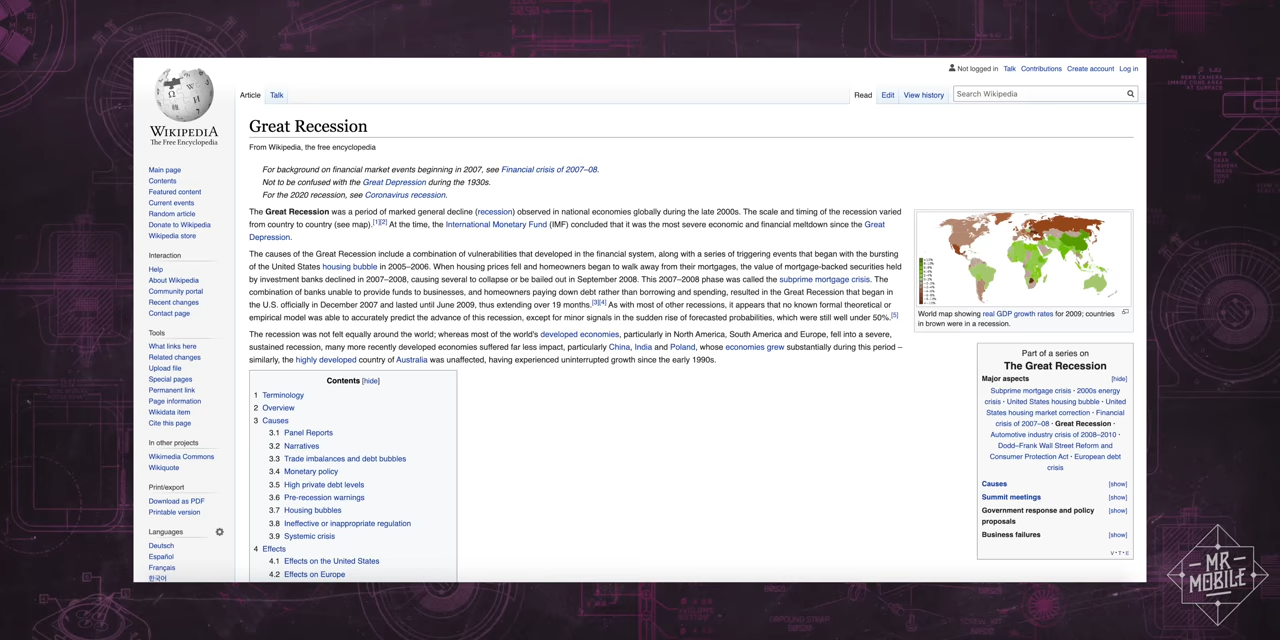 Not logged in Talk Contributions Create account Log in
Article Talk
Read Edit View history Search Wikipedia
WIKIPEDIA
The Free Encyclopedia
Main page
Contents
Featured content
Current events
Random article
Donate to Wikipedia
Wikipedia store
Interaction
Help
About Wikipedia
Community portal
Recent changes
Contact page
Tools
What links here
Related changes
Upload file
Special pages
Permanent link
Page information
Wikidata item
Cite this page
In other projects
Wikimedia Commons
Wikiquote
Print/export
Download as PDF
Printable version
Languages
Deutsch
Español
Français
한국어
Great Recession
From Wikipedia, the free encyclopedia
For background on financial market events beginning in 2007, see Financial crisis of 2007–08.
Not to be confused with the Great Depression during the 1930s.
For the 2020 recession, see Coronavirus recession.
The Great Recession was a period of marked general decline (recession) observed in national economies globally during the late 2000s. The scale and timing of the recession varied
from country to country (see map).[1][2] At the time, the International Monetary Fund (IMF) concluded that it was the most severe economic and financial meltdown since the Great
Depression.
The causes of the Great Recession include a combination of vulnerabilities that developed in the financial system, along with a series of triggering events that began with the bursting
of the United States housing bubble in 2005–2006. When housing prices fell and homeowners began to walk away from their mortgages, the value of mortgage-backed securities held
by investment banks declined in 2007–2008, causing several to collapse or be bailed out in September 2008. This 2007–2008 phase was called the subprime mortgage crisis. The
combination of banks unable to provide funds to businesses, and homeowners paying down debt rather than borrowing and spending, resulted in the Great Recession that began in
the U.S. officially in December 2007 and lasted until June 2009, thus extending over 19 months.[3][4] As with most of other recessions, it appears that no known formal theoretical or
empirical model was able to accurately predict the advance of this recession, except for minor signals in the sudden rise of forecasted probabilities, which were still well under 50%.[5]
The recession was not felt equally around the world; whereas most of the world's developed economies, particularly in North America, South America and Europe, fell into a severe,
sustained recession, many more recently developed economies suffered far less impact, particularly China, India and Poland, whose economies grew substantially during this period –
similarly, the highly developed country of Australia was unaffected, having experienced uninterrupted growth since the early 1990s.
Contents [hide]
1 Terminology
2 Overview
3 Causes
3.1 Panel Reports
3.2 Narratives
3.3 Trade imbalances and debt bubbles
3.4 Monetary policy
3.5 High private debt levels
3.6 Pre-recession warnings
3.7 Housing bubbles
3.8 Ineffective or inappropriate regulation
3.9 Systemic crisis
4 Effects
4.1 Effects on the United States
4.2 Effects on Europe
World map showing real GDP growth rates for 2009; countries
in brown were in a recession.
Part of a series on
The Great Recession
Major aspects [hide]
Subprime mortgage crisis · 2000s energy
crisis · United States housing bubble · United
States housing market correction · Financial
crisis of 2007–08 · Great Recession ·
Automotive industry crisis of 2008–2010 ·
Dodd–Frank Wall Street Reform and
Consumer Protection Act · European debt
crisis
Causes [show]
Summit meetings [show]
Government response and policy [show]
proposals
Business failures [show]
V·T·E
MR
MOBILE